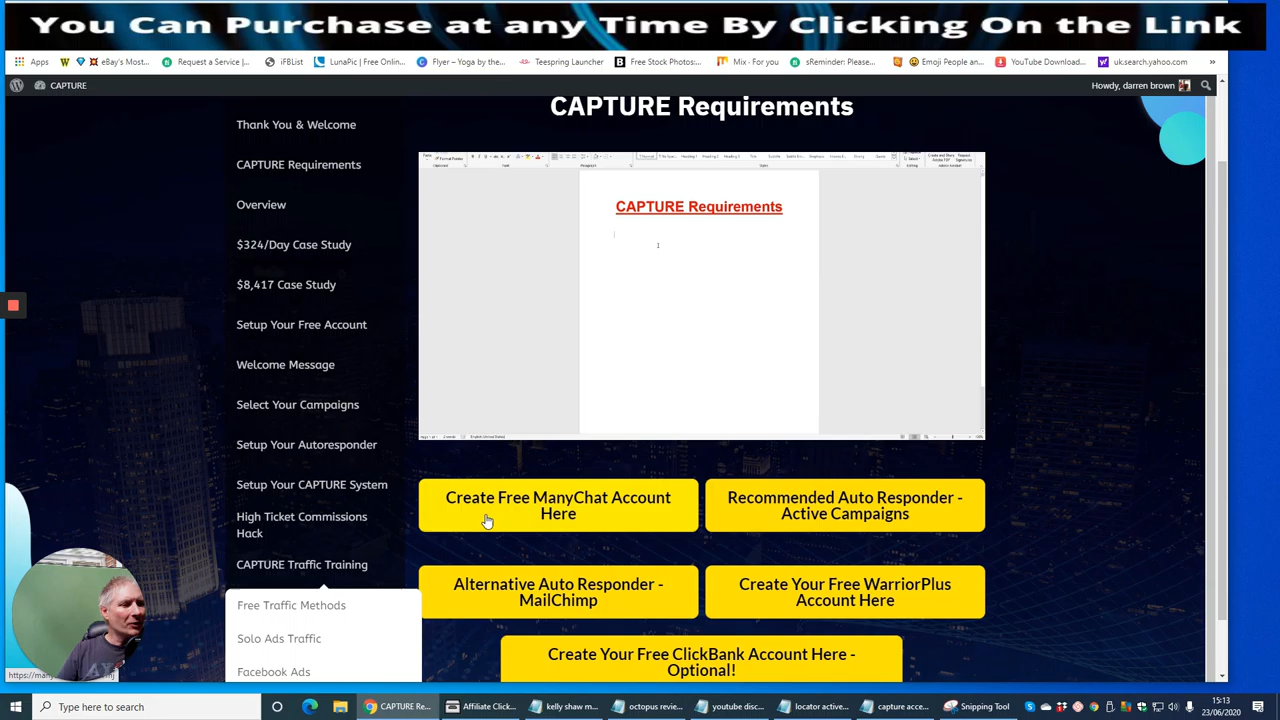 You Can Purchase at any Time By Clicking On the Link
Apps
eBay's Most...
Request a Service |...
iFBList
LunaPic | Free Onlin...
Flyer – Yoga by the...
Teespring Launcher
Free Stock Photos:...
Mix · For you
sReminder: Please...
Emoji People an...
YouTube Download...
uk.search.yahoo.com
»
CAPTURE
Howdy, darren brown
CAPTURE Requirements
Thank You & Welcome
CAPTURE Requirements
Overview
$324/Day Case Study
$8,417 Case Study
Setup Your Free Account
Welcome Message
Select Your Campaigns
Setup Your Autoresponder
Setup Your CAPTURE System
High Ticket Commissions
Hack
CAPTURE Traffic Training
Free Traffic Methods
Solo Ads Traffic
Facebook Ads
CAPTURE Requirements
Create Free ManyChat Account
Here
Recommended Auto Responder -
Active Campaigns
Alternative Auto Responder -
MailChimp
Create Your Free WarriorPlus
Account Here
Create Your Free ClickBank Account Here -
Optional!
Type here to search
CAPTURE Re...
Affiliate Click...
kelly shaw m...
octopus revie...
youtube disc...
locator active...
capture acce...
Snipping Tool
15:13
23/06/2020